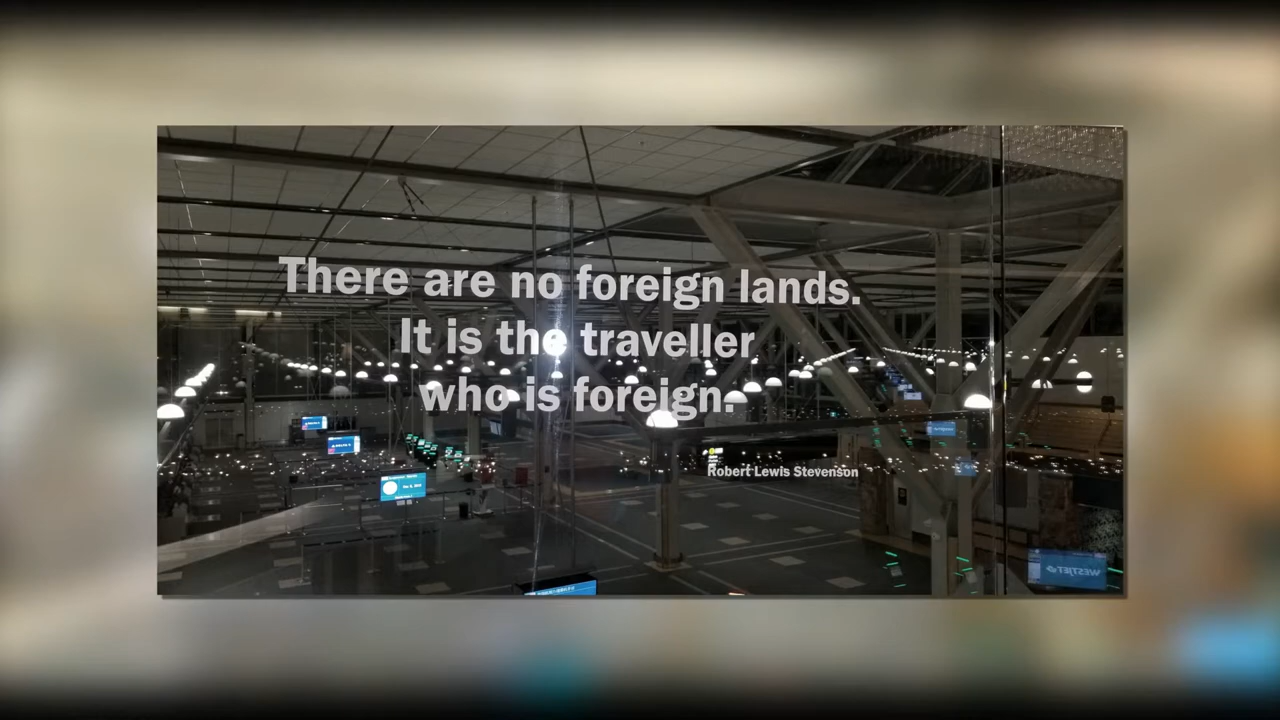 There are no foreign lands.
It is the traveller
who is foreign.
Robert Lewis Stevenson
WESTJET